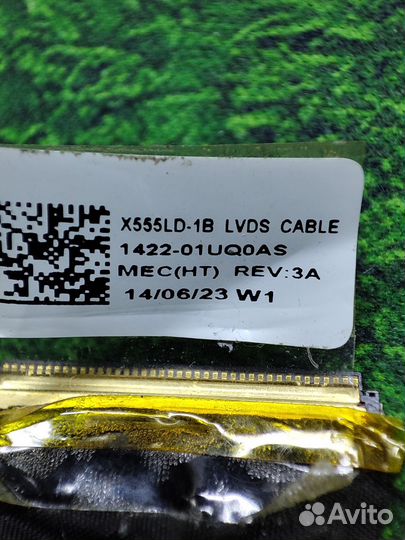 X555LD-1B LVDS CABLE
1422-01UQ0AS
MEC(HT) REV:3A
14/06/23 W1
Avito